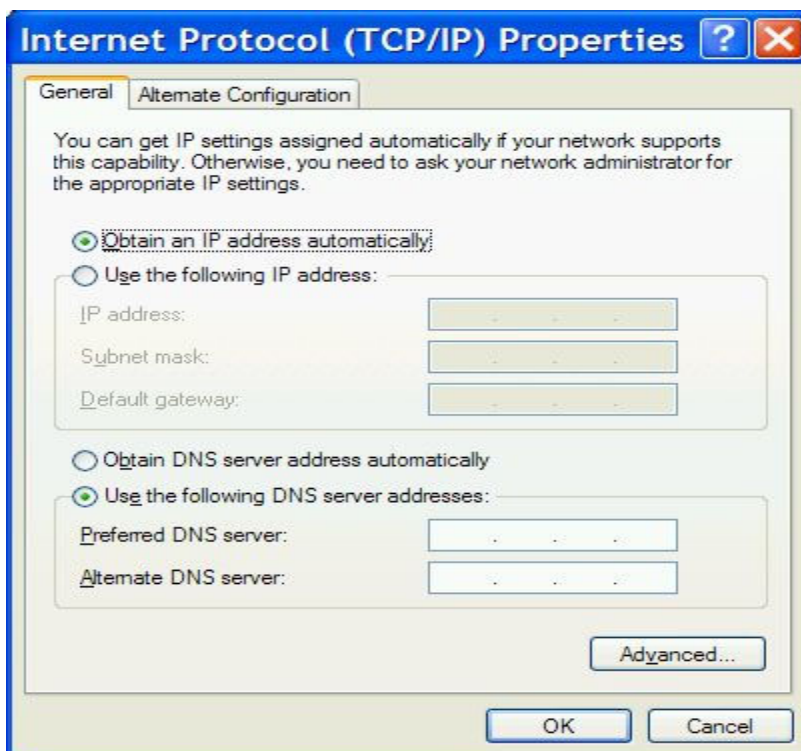 Internet Protocol (TCP/IP) Properties
General
Alternate Configuration
You can get IP settings assigned automatically if your network supports
this capability. Otherwise, you need to ask your network administrator for
the appropriate IP settings.
Obtain an IP address automatically
Use the following IP address:
IP address:
Subnet mask:
Default gateway:
Obtain DNS server address automatically
Use the following DNS server addresses:
Preferred DNS server:
Alternate DNS server:
Advanced...
OK
Cancel